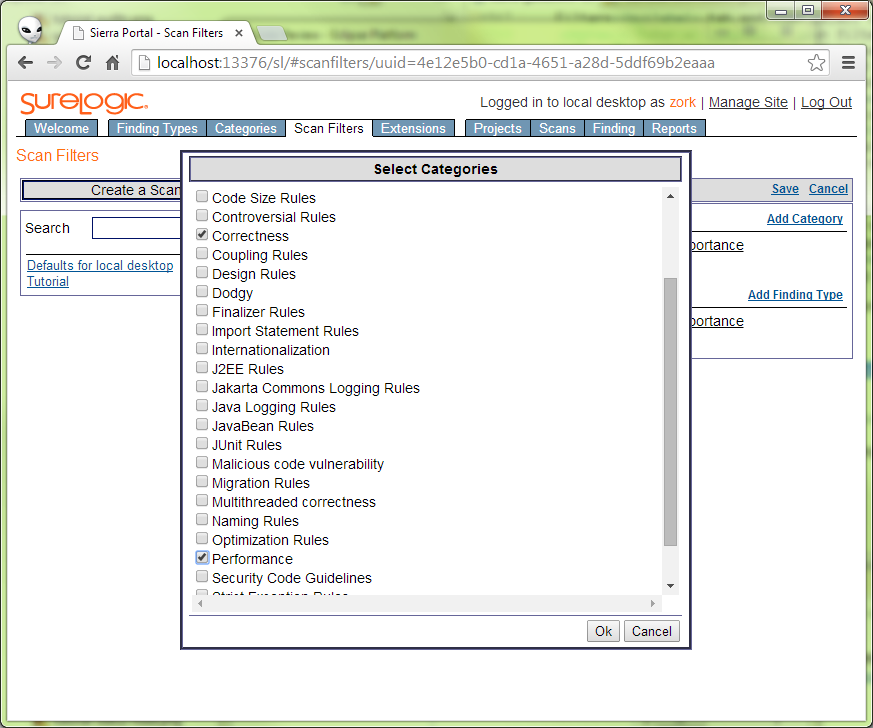 Sierra Portal - Scan Filters
localhost:13376/sl/#scanfilters/uuid=4e12e5b0-cd1a-4651-a28d-5ddf69b2eaaa
SURELOGIC
Logged in to local desktop as zork | Manage Site | Log Out
Welcome Finding Types Categories Scan Filters Extensions Projects Scans Finding Reports
Scan Filters
Create a Scan
Save Cancel
Search
Defaults for local desktop
Tutorial
Add Category
portance
Add Finding Type
portance
Select Categories
Code Size Rules
Controversial Rules
Correctness
Coupling Rules
Design Rules
Dodgy
Finalizer Rules
Import Statement Rules
Internationalization
J2EE Rules
Jakarta Commons Logging Rules
Java Logging Rules
JavaBean Rules
JUnit Rules
Malicious code vulnerability
Migration Rules
Multithreaded correctness
Naming Rules
Optimization Rules
Performance
Security Code Guidelines
Strict Exception Rules
Ok Cancel